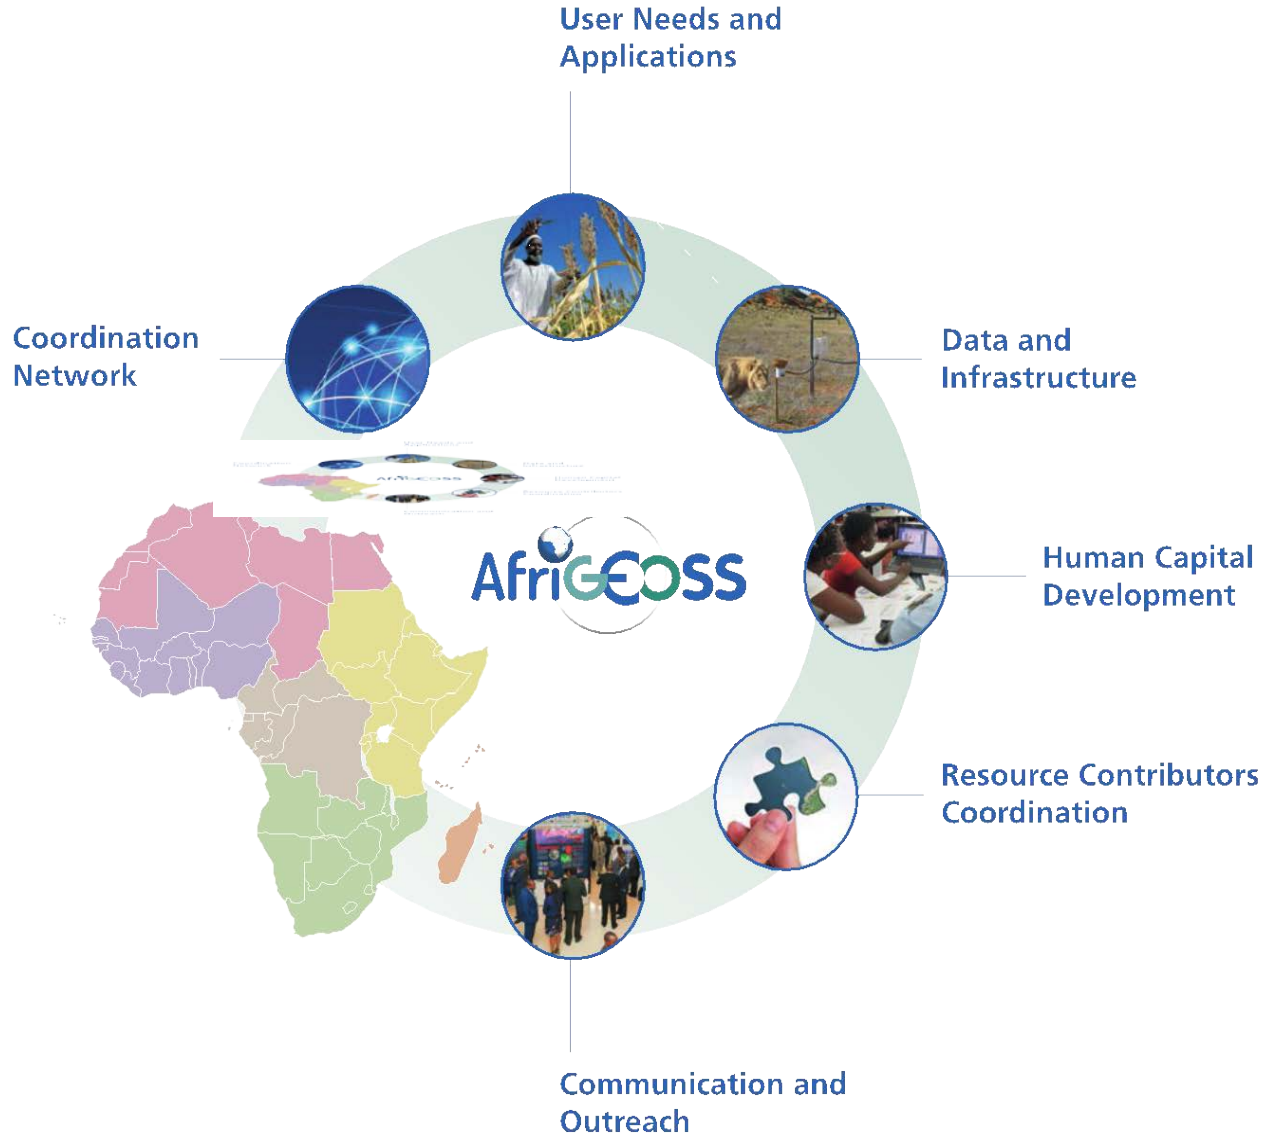 User Needs and
Applications
Coordination
Network
Data and
Infrastructure
AfriGEOSS
Human Capital
Development
Resource Contributors
Coordination
Communication and
Outreach